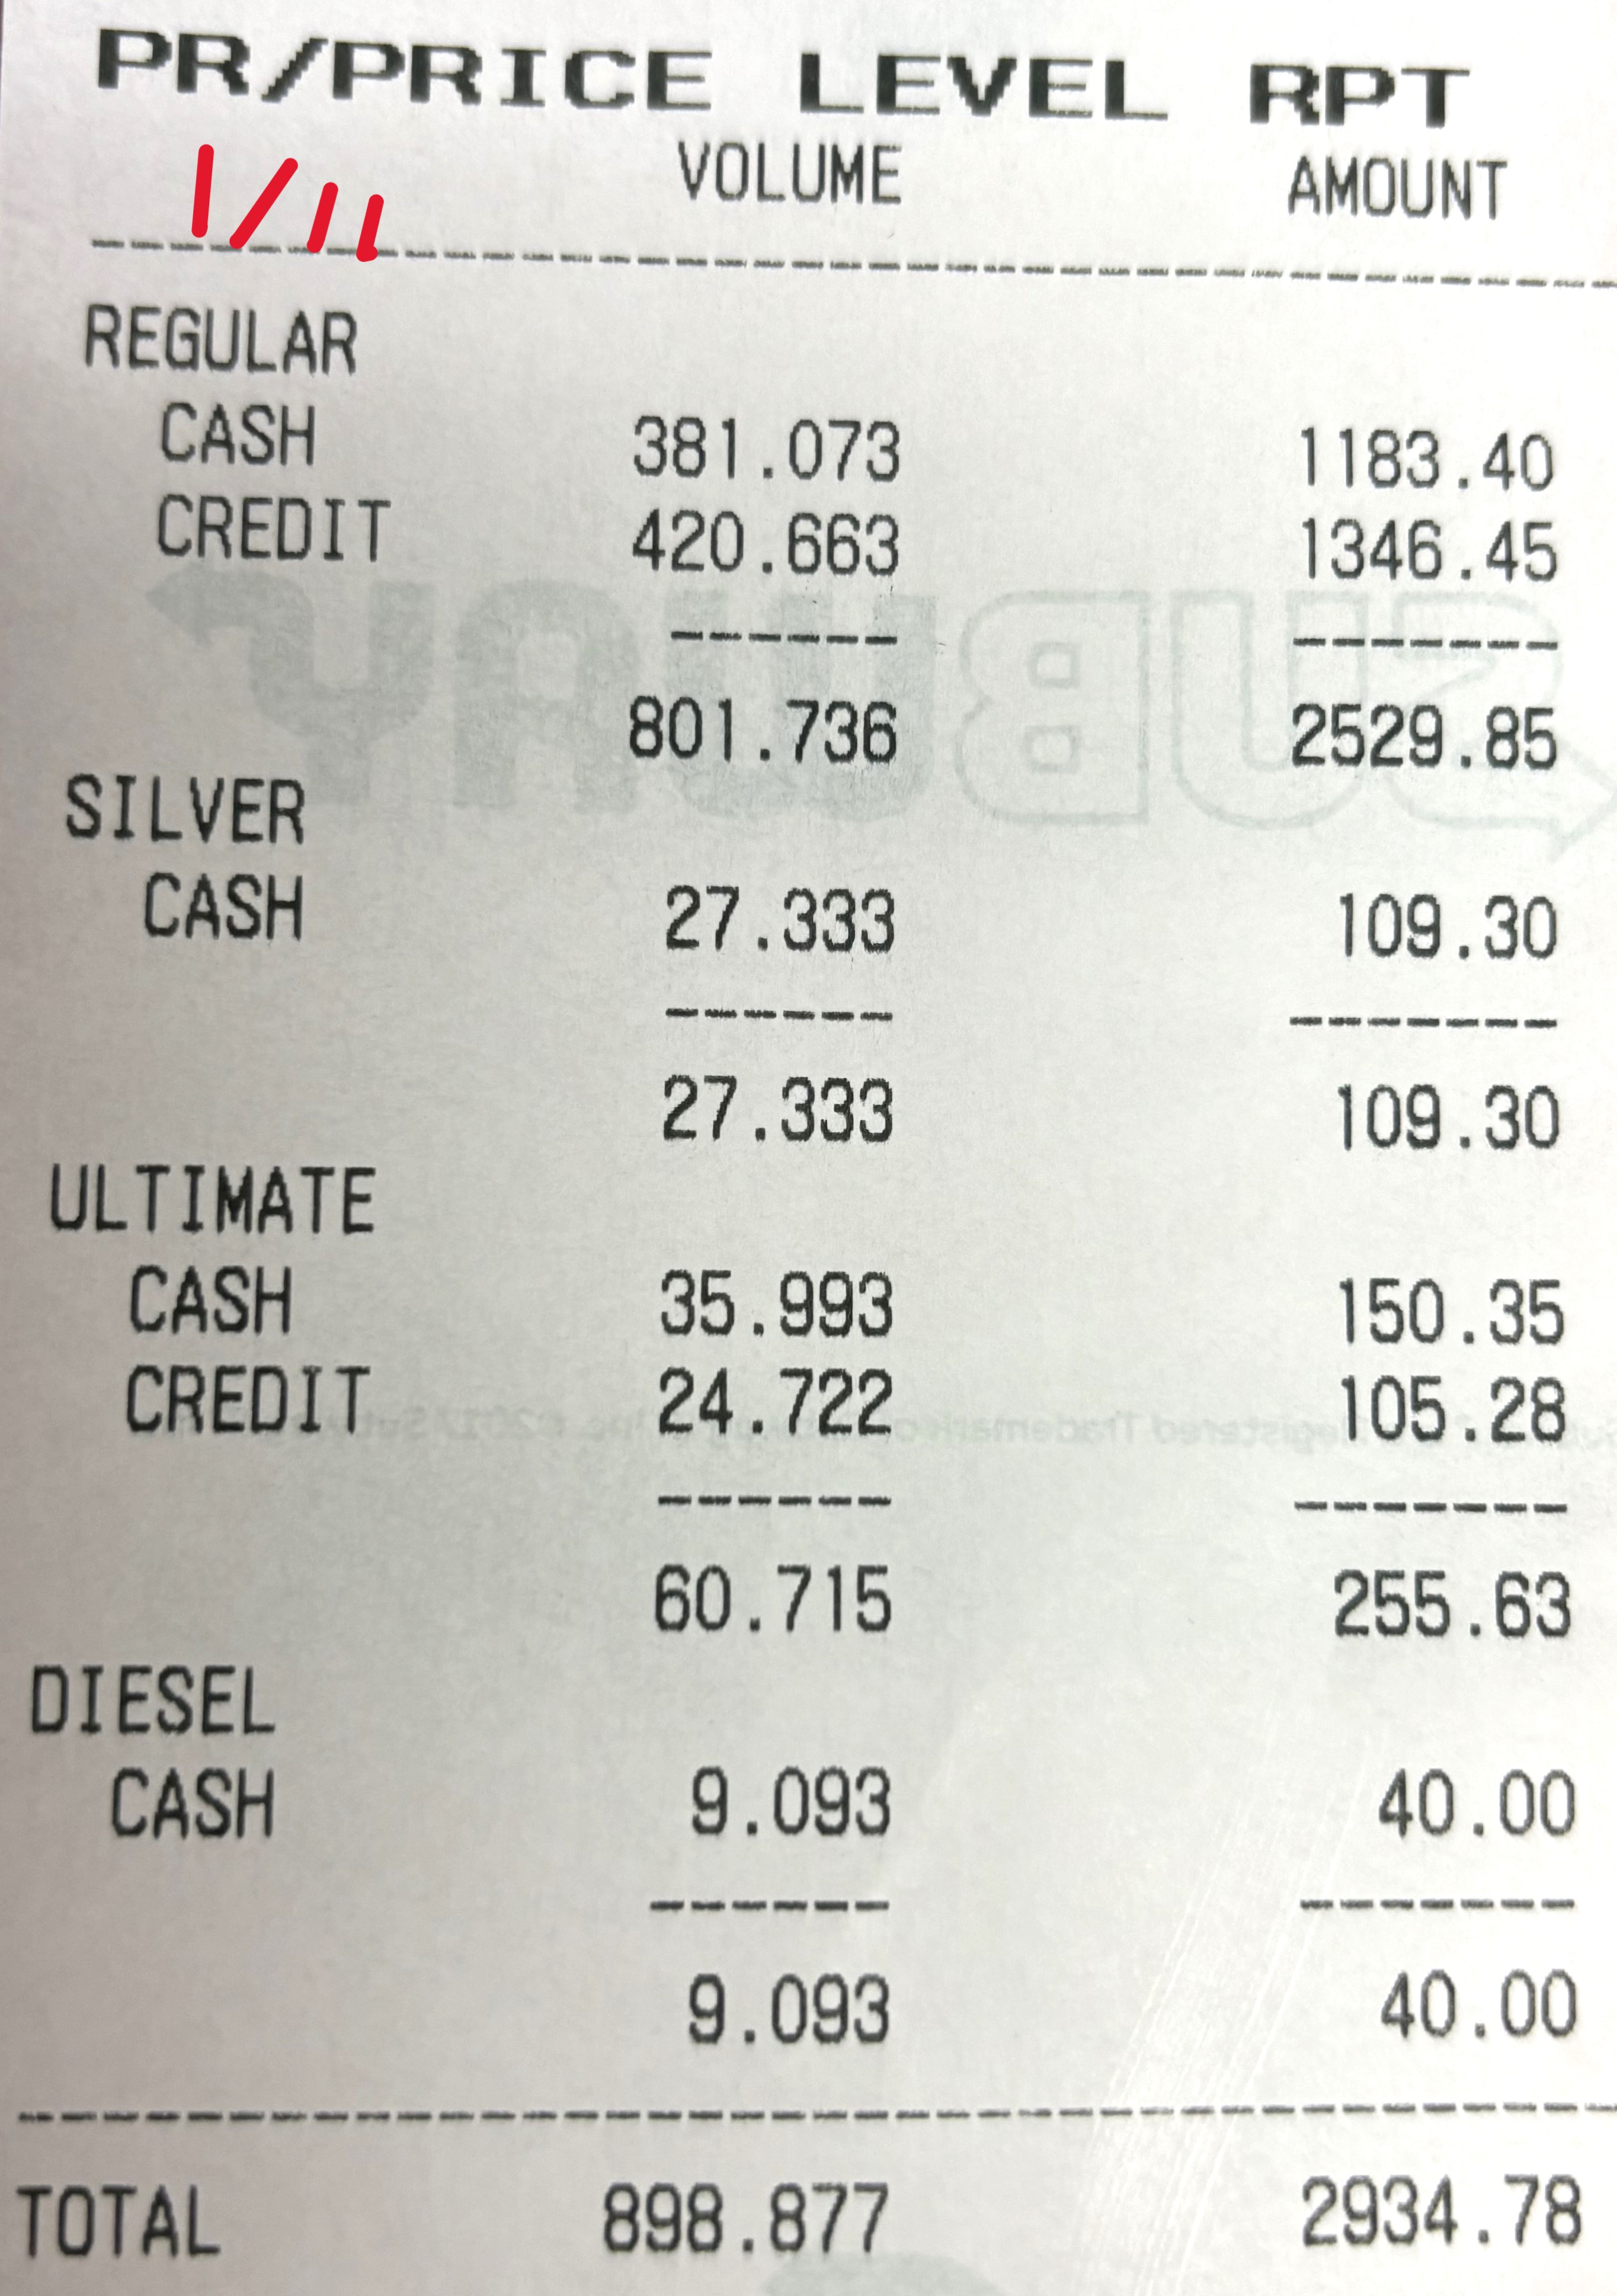 PR/PRICE LEVEL RPT
VOLUME AMOUNT
1/11
REGULAR
CASH 381.073 1183.40
CREDIT 420.663 1346.45
801.736 2529.85
SILVER
CASH 27.333 109.30
27.333 109.30
ULTIMATE
CASH 35.993 150.35
CREDIT 24.722 105.28
60.715 255.63
DIESEL
CASH 9.093 40.00
9.093 40.00
TOTAL 898.877 2934.78
SUBWAY